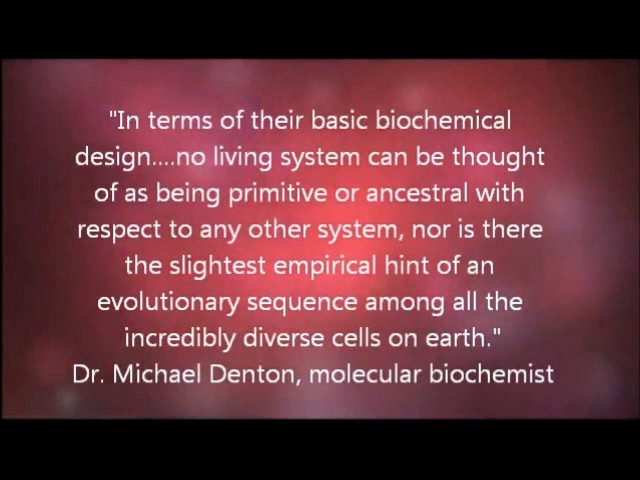 "In terms of their basic biochemical
design....no living system can be thought
of as being primitive or ancestral with
respect to any other system, nor is there
the slightest empirical hint of an
evolutionary sequence among all the
incredibly diverse cells on earth."
Dr. Michael Denton, molecular biochemist